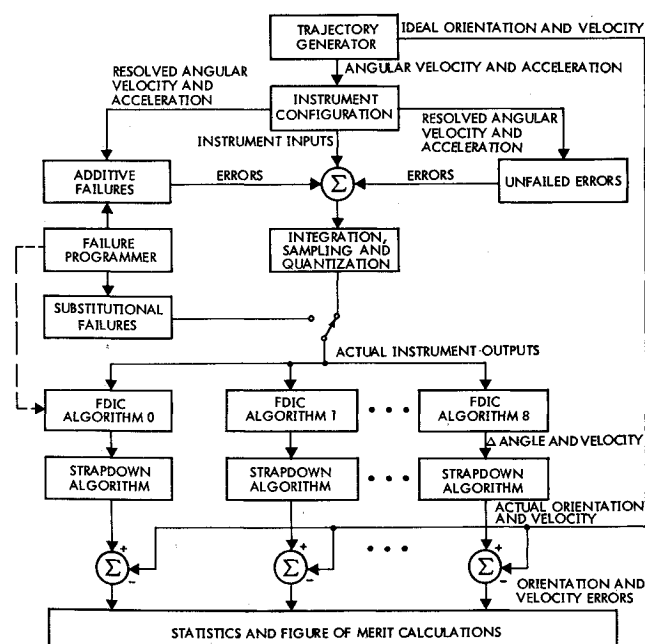 TRAJECTORY
GENERATOR
IDEAL ORIENTATION AND VELOCITY
ANGULAR VELOCITY AND ACCELERATION
RESOLVED ANGULAR
VELOCITY AND
ACCELERATION
INSTRUMENT
CONFIGURATION
RESOLVED ANGULAR
VELOCITY AND
ACCELERATION
INSTRUMENT INPUTS
ADDITIVE
FAILURES
ERRORS
Σ
ERRORS
UNFAILED ERRORS
FAILURE
PROGRAMMER
INTEGRATION,
SAMPLING AND
QUANTIZATION
SUBSTITUTIONAL
FAILURES
ACTUAL INSTRUMENT OUTPUTS
FDIC
ALGORITHM 0
FDIC
ALGORITHM 1
• • •
FDIC
ALGORITHM 8
Δ ANGLE AND VELOCITY
STRAPDOWN
ALGORITHM
STRAPDOWN
ALGORITHM
• • •
STRAPDOWN
ALGORITHM
ACTUAL ORIENTATION
AND VELOCITY
+
Σ
-
+
Σ
-
• • •
+
Σ
-
ORIENTATION AND
VELOCITY ERRORS
STATISTICS AND FIGURE OF MERIT CALCULATIONS